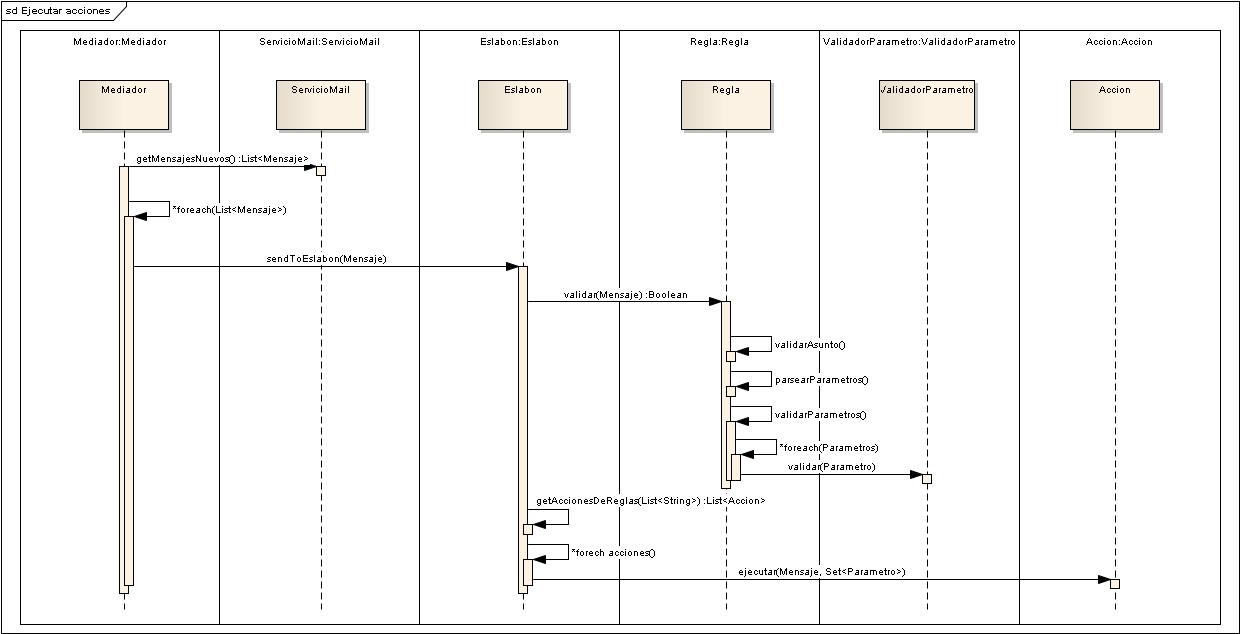 sd Ejecutar acciones
Mediador:Mediador
ServicioMail:ServicioMail
Eslabon:Eslabon
Regla:Regla
ValidadorParametro:ValidadorParametro
Accion:Accion
Mediador
ServicioMail
Eslabon
Regla
ValidadorParametro
Accion
getMensajesNuevos() :List<Mensaje>
*foreach(List<Mensaje>)
sendToEslabon(Mensaje)
validar(Mensaje) :Boolean
validarAsunto()
parsearParametros()
validarParametros()
*foreach(Parametros)
validar(Parametro)
getAccionesDeReglas(List<String>) :List<Accion>
*forech acciones()
ejecutar(Mensaje, Set<Parametro>)